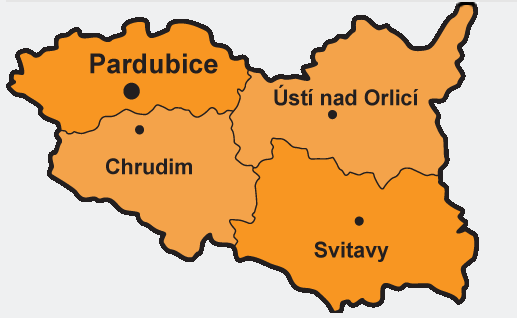 Pardubice
Ústí nad Orlicí
Chrudim
Svitavy